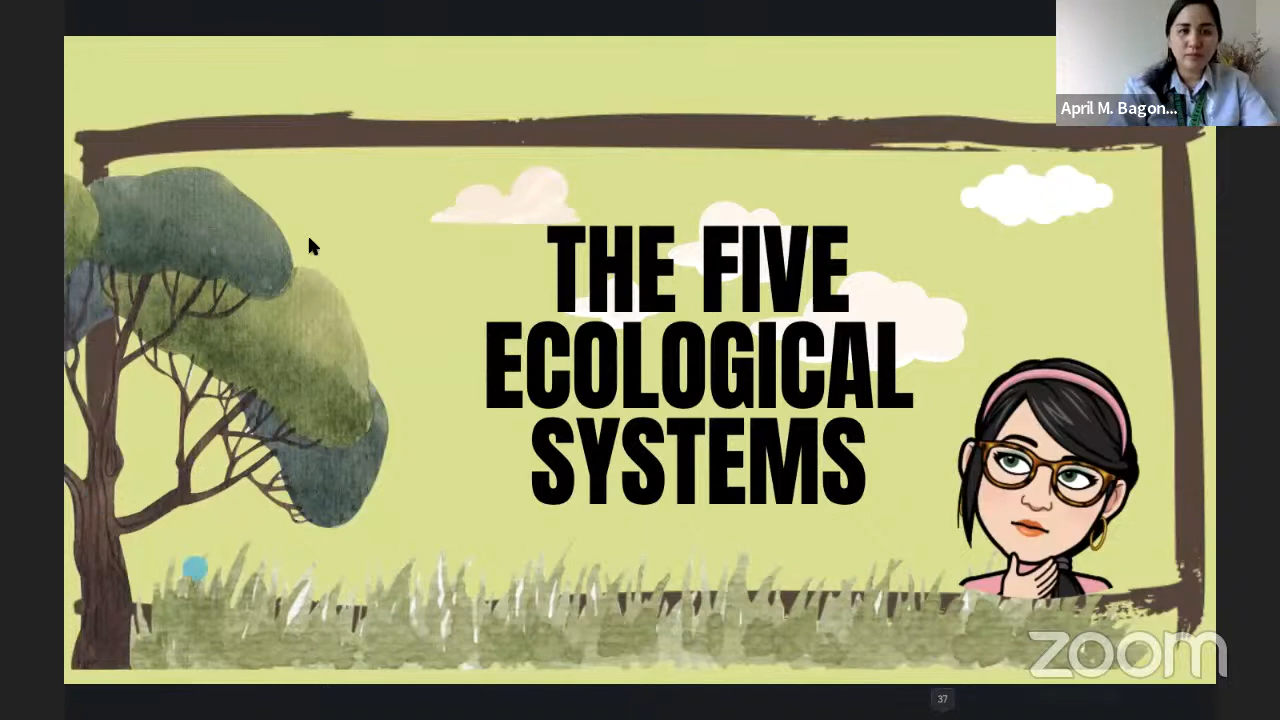 April M. Bagon...
THE FIVE
ECOLOGICAL
SYSTEMS
zoom
37